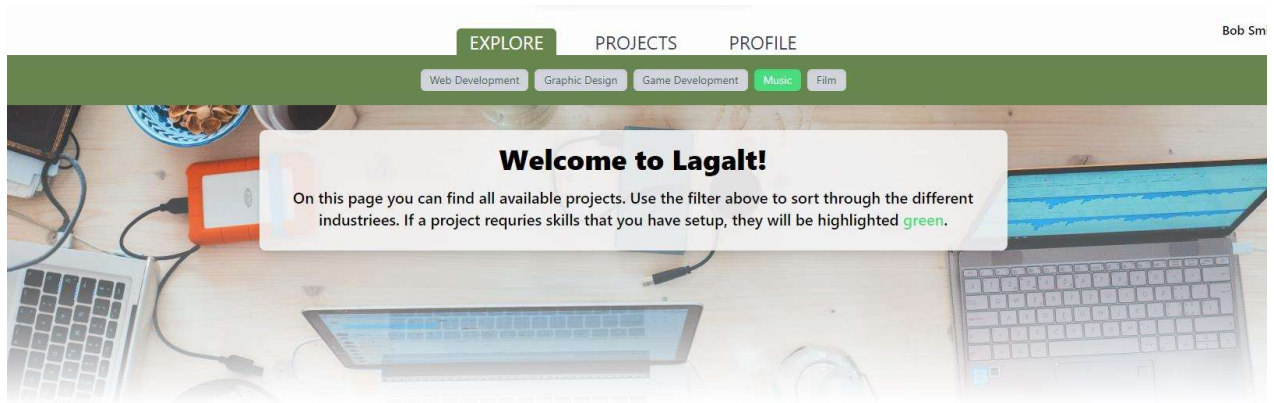 Bob Smi
EXPLORE PROJECTS PROFILE
Web Development Graphic Design Game Development Music Film
Welcome to Lagalt!
On this page you can find all available projects. Use the filter above to sort through the different
industriees. If a project requries skills that you have setup, they will be highlighted green.